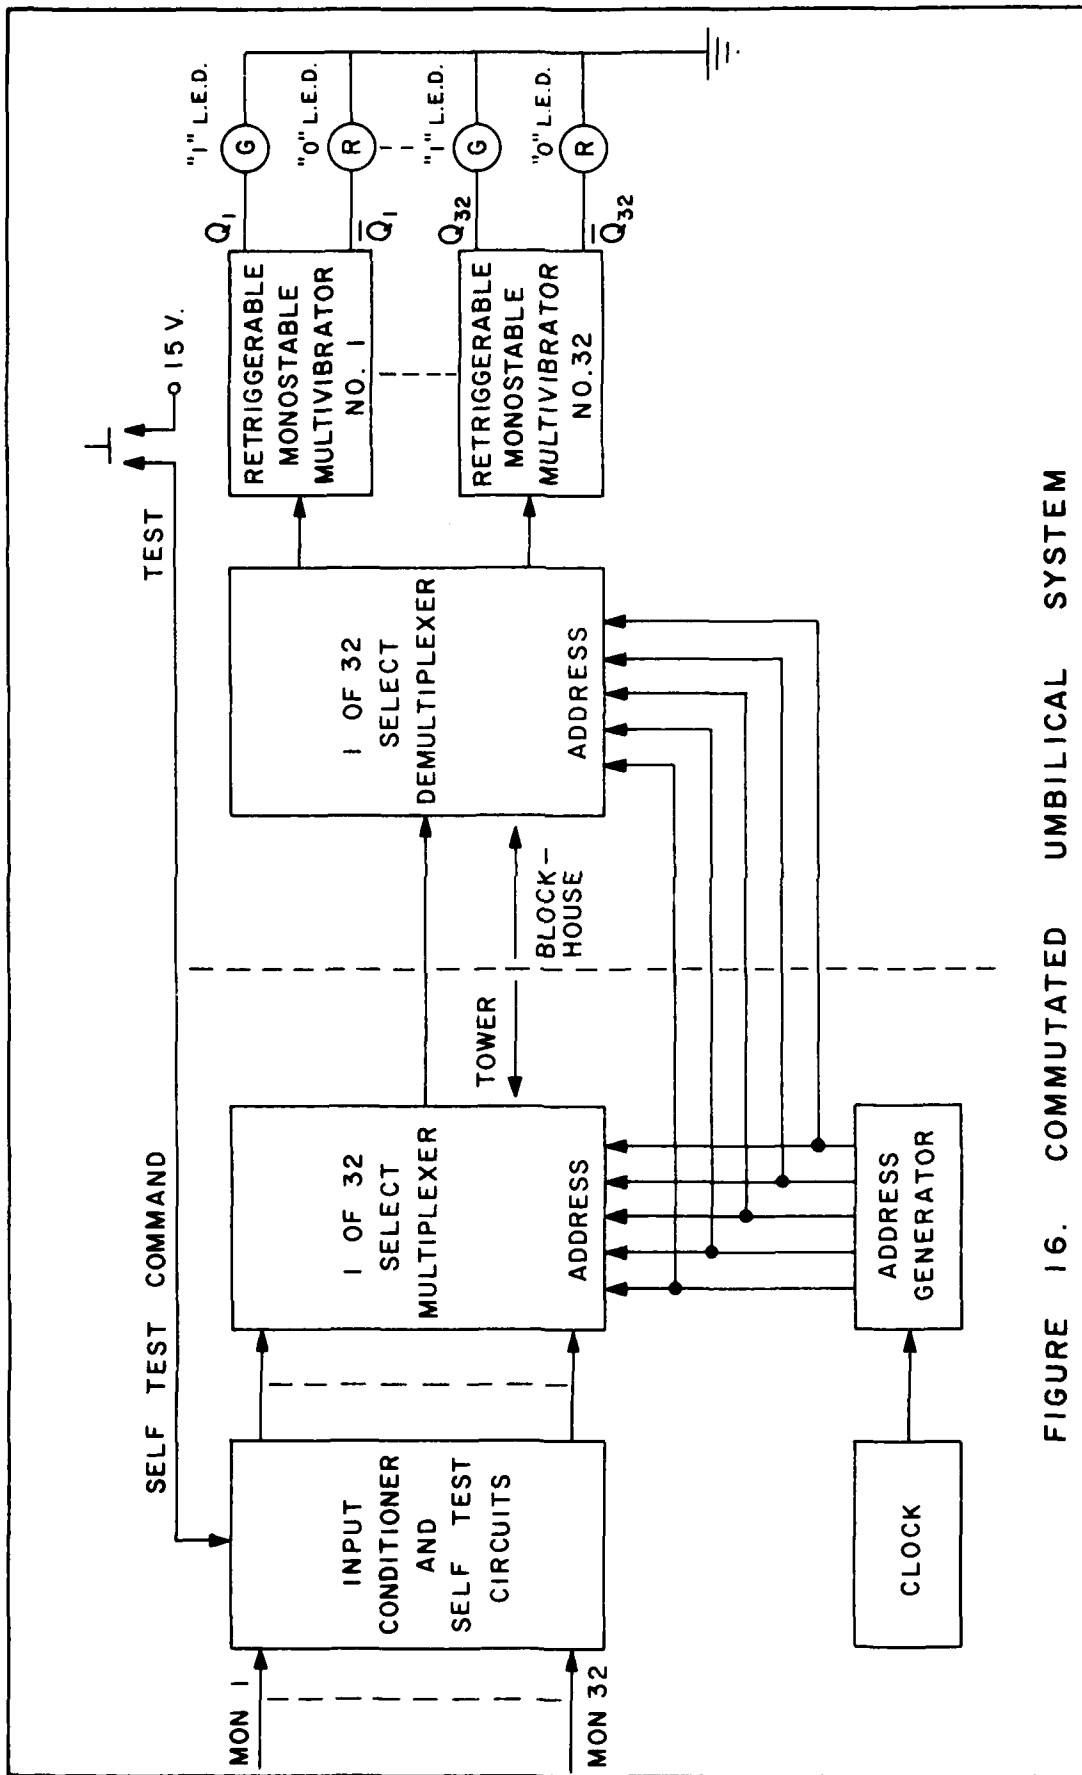 SELF TEST COMMAND
TEST
15 V.
MON 1
MON 32
INPUT
CONDITIONER
AND
SELF TEST
CIRCUITS
1 OF 32
SELECT
MULTIPLEXER
ADDRESS
TOWER
BLOCK-
HOUSE
1 OF 32
SELECT
DEMULTIPLEXER
ADDRESS
RETRIGGERABLE
MONOSTABLE
MULTIVIBRATOR
NO. 1
RETRIGGERABLE
MONOSTABLE
MULTIVIBRATOR
NO. 32
Q1
Q̅1
Q32
Q̅32
"1" L.E.D.
G
"0" L.E.D.
R
"1" L.E.D.
G
"0" L.E.D.
R
CLOCK
ADDRESS
GENERATOR
FIGURE 16. COMMUTATED UMBILICAL SYSTEM